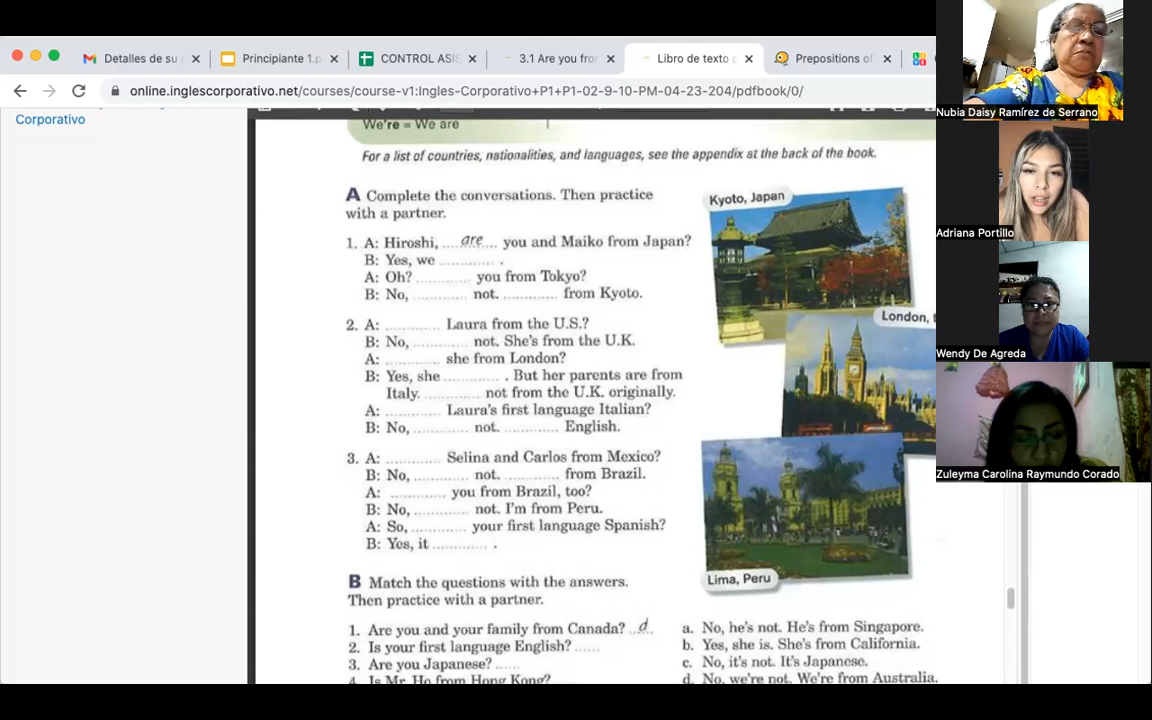 Detalles de su
Principiante 1.p
CONTROL ASIS
3.1 Are you fror
Libro de texto p
Prepositions of
online.inglescorporativo.net/courses/course-v1:Ingles-Corporativo+P1+P1-02-9-10-PM-04-23-204/pdfbook/0/
Corporativo
We're = We are
For a list of countries, nationalities, and languages, see the appendix at the back of the book.
A Complete the conversations. Then practice
with a partner.
1. A: Hiroshi, ....are.... you and Maiko from Japan?
B: Yes, we ............ .
A: Oh? ............ you from Tokyo?
B: No, ............ not. ............ from Kyoto.
2. A: ............ Laura from the U.S.?
B: No, ............ not. She's from the U.K.
A: ............ she from London?
B: Yes, she ............ . But her parents are from
Italy. ............ not from the U.K. originally.
A: ............ Laura's first language Italian?
B: No, ............ not. ............ English.
3. A: ............ Selina and Carlos from Mexico?
B: No, ............ not. ............ from Brazil.
A: ............ you from Brazil, too?
B: No, ............ not. I'm from Peru.
A: So, ............ your first language Spanish?
B: Yes, it ............ .
Kyoto, Japan
London,
Lima, Peru
B Match the questions with the answers.
Then practice with a partner.
1. Are you and your family from Canada? ..d..
2. Is your first language English? ......
3. Are you Japanese? ......
4. Is Mr. Ho from Hong Kong?
a. No, he's not. He's from Singapore.
b. Yes, she is. She's from California.
c. No, it's not. It's Japanese.
d. No, we're not. We're from Australia.
Nubia Daisy Ramírez de Serrano
Adriana Portillo
Wendy De Agreda
Zuleyma Carolina Raymundo Corado